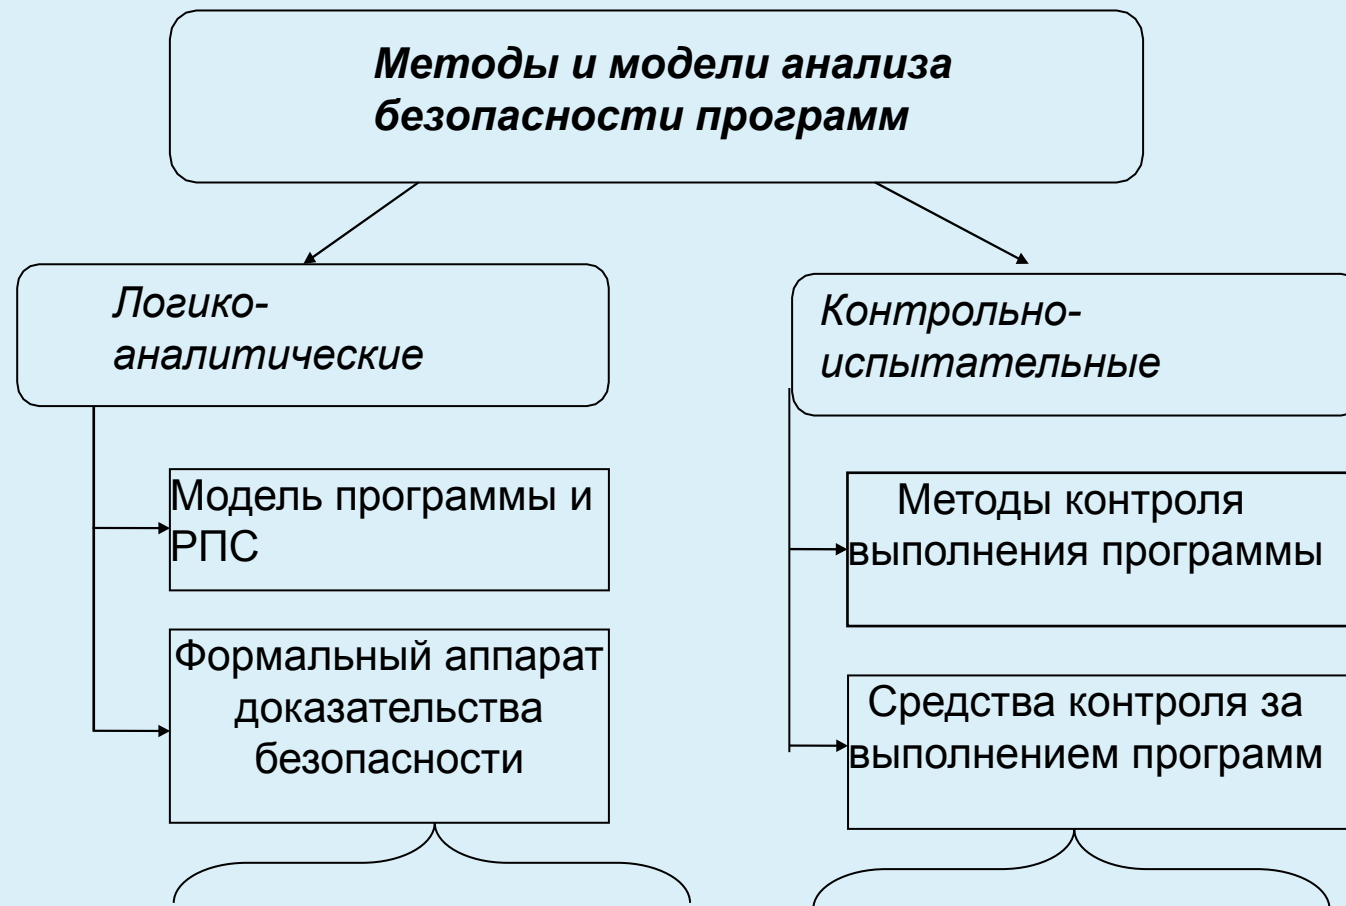 Методы и модели анализа
безопасности программ
Логико-
аналитические
Модель программы и
РПС
Формальный аппарат
доказательства
безопасности
Контрольно-
испытательные
Методы контроля
выполнения программы
Средства контроля за
выполнением программ